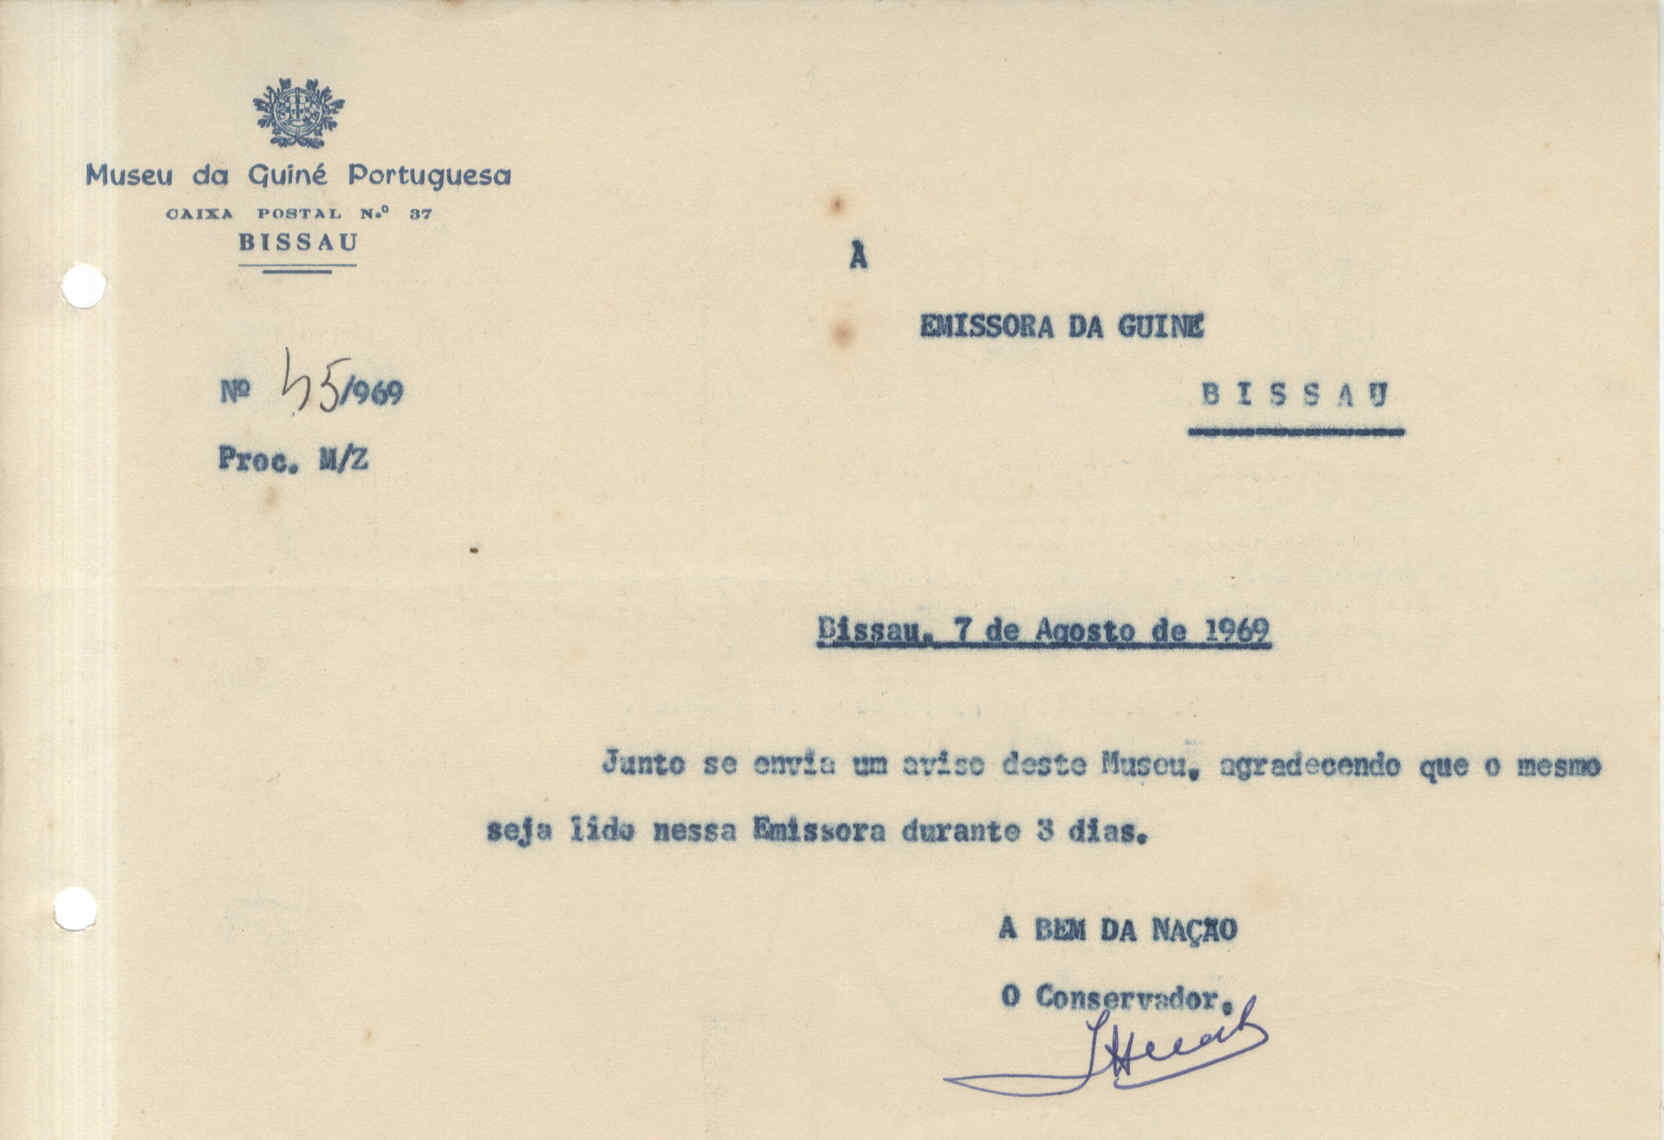 Museu da Guiné Portuguesa
CAIXA POSTAL N.º 37
BISSAU
À
EMISSORA DA GUINÉ
BISSAU
Nº 45/969
Proc. M/Z
Bissau, 7 de Agosto de 1969
Junto se envia um aviso deste Museu, agradecendo que o mesmo
seja lido nessa Emissora durante 3 dias.
A BEM DA NAÇÃO
O Conservador,